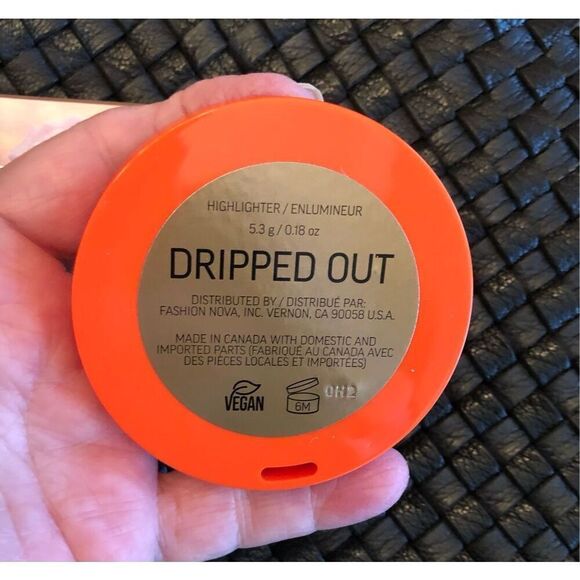 HIGHLIGHTER / ENLUMINEUR
5.3 g / 0.18 oz
DRIPPED OUT
DISTRIBUTED BY / DISTRIBUÉ PAR:
FASHION NOVA, INC. VERNON, CA 90058 U.S.A.
MADE IN CANADA WITH DOMESTIC AND
IMPORTED PARTS (FABRIQUÉ AU CANADA AVEC
DES PIÈCES LOCALES ET IMPORTÉES)
VEGAN
6M